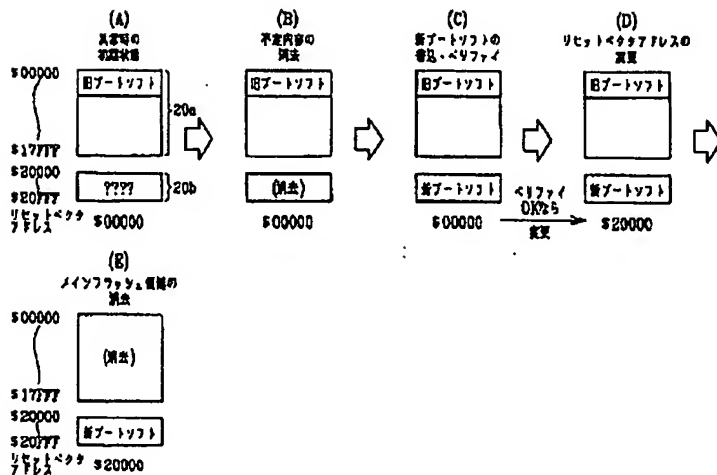 (A)
異常時の
初期状態
(B)
不定内容の
消去
(C)
新ブートソフトの
書込・ベリファイ
(D)
リセットベクタアドレスの
変更
$00000
旧ブートソフト
20a
$17FFF
$20000
????
20b
$20FFF
リセットベクタ
アドレス
$00000
旧ブートソフト
(消去)
$00000
旧ブートソフト
新ブートソフト
$00000
ベリファイ
OKなら
変更
旧ブートソフト
新ブートソフト
$20000
(E)
メインフラッシュ領域の
消去
$00000
(消去)
$17FFF
$20000
新ブートソフト
$20FFF
リセットベクタ
アドレス
$20000